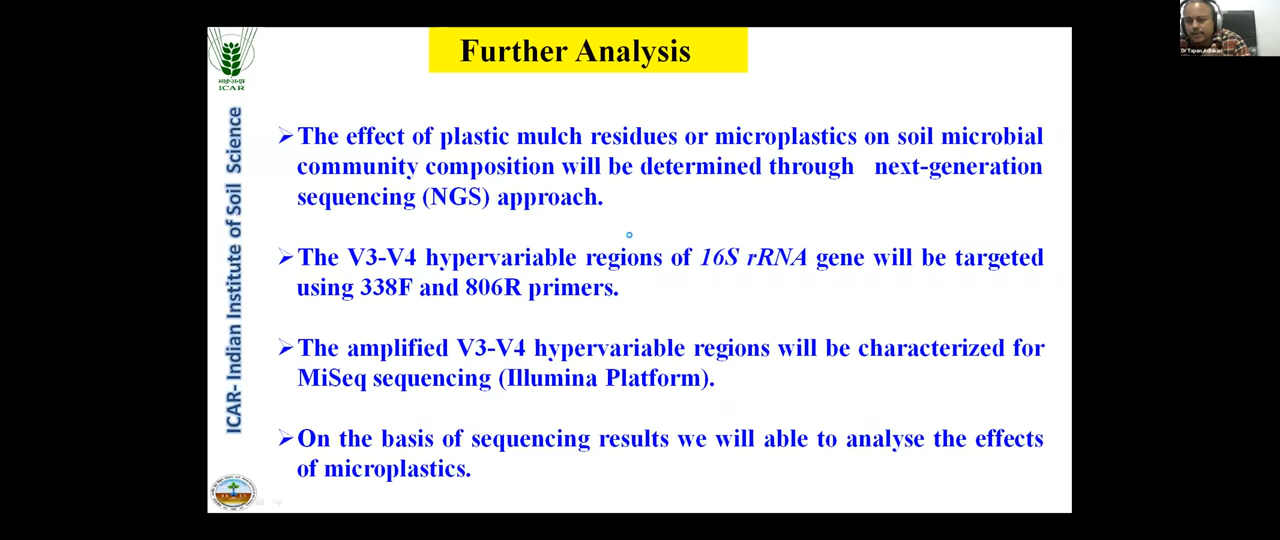 Further Analysis
Dr Tapan Adhikari
ICAR
ICAR- Indian Institute of Soil Science
➢The effect of plastic mulch residues or microplastics on soil microbial
community composition will be determined through next-generation
sequencing (NGS) approach.
➢The V3-V4 hypervariable regions of 16S rRNA gene will be targeted
using 338F and 806R primers.
➢The amplified V3-V4 hypervariable regions will be characterized for
MiSeq sequencing (Illumina Platform).
➢On the basis of sequencing results we will able to analyse the effects
of microplastics.